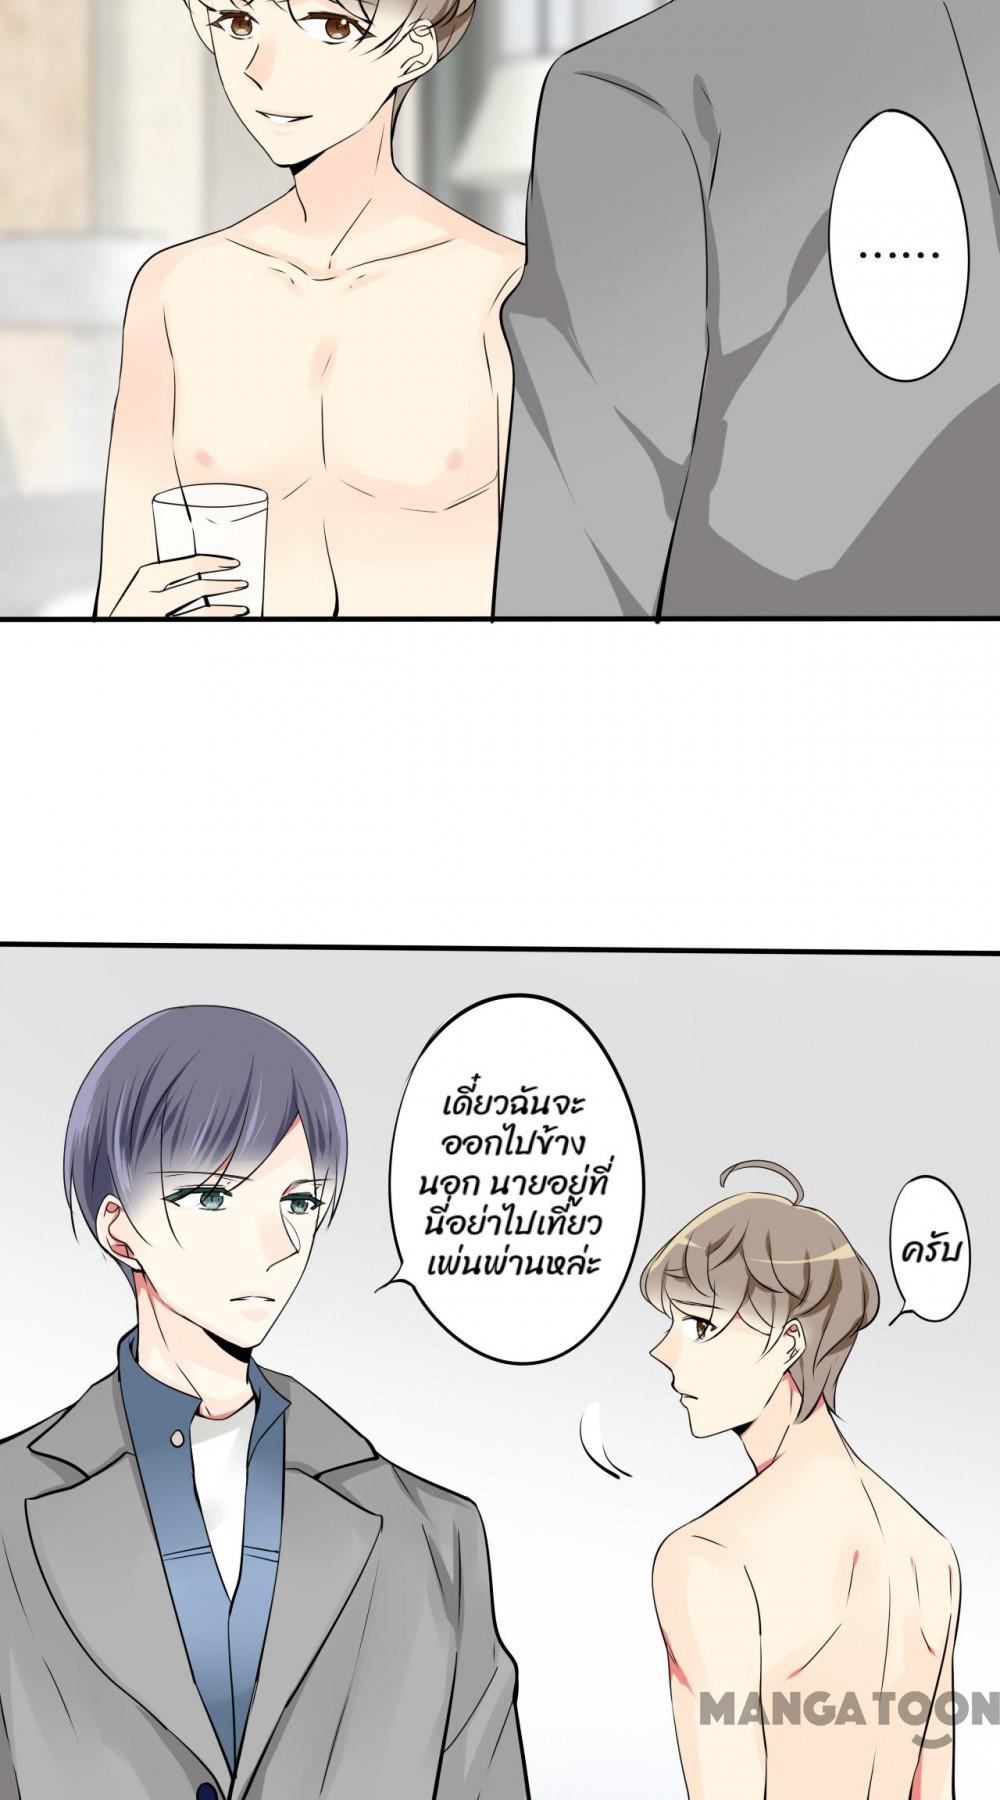 ......
เดี๋ยวฉันจะ
ออกไปข้าง
นอก นายอยู่ที่
นี่อย่าไปเที่ยว
เพ่นพ่านหล่ะ
ครับ
MANGATOON